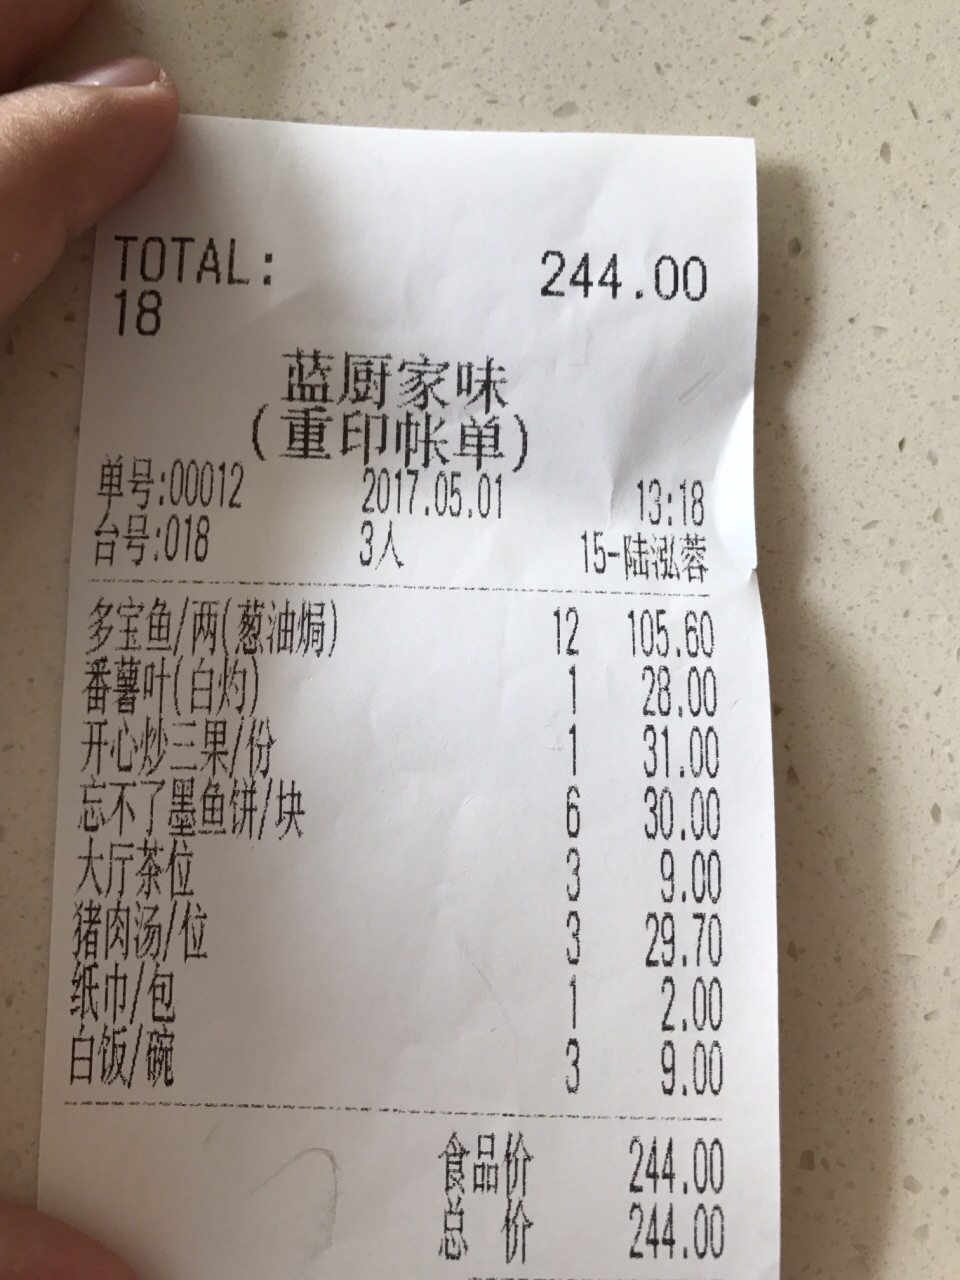 TOTAL: 244.00
18
蓝厨家味
(重印帐单)
单号:00012 2017.05.01 13:18
台号:018 3人 15-陆泓蓉
多宝鱼/两(葱油焗) 12 105.60
番薯叶(白灼) 1 28.00
开心炒三果/份 1 31.00
忘不了墨鱼饼/块 6 30.00
大厅茶位 3 9.00
猪肉汤/位 3 29.70
纸巾/包 1 2.00
白饭/碗 3 9.00
食品价 244.00
总 价 244.00